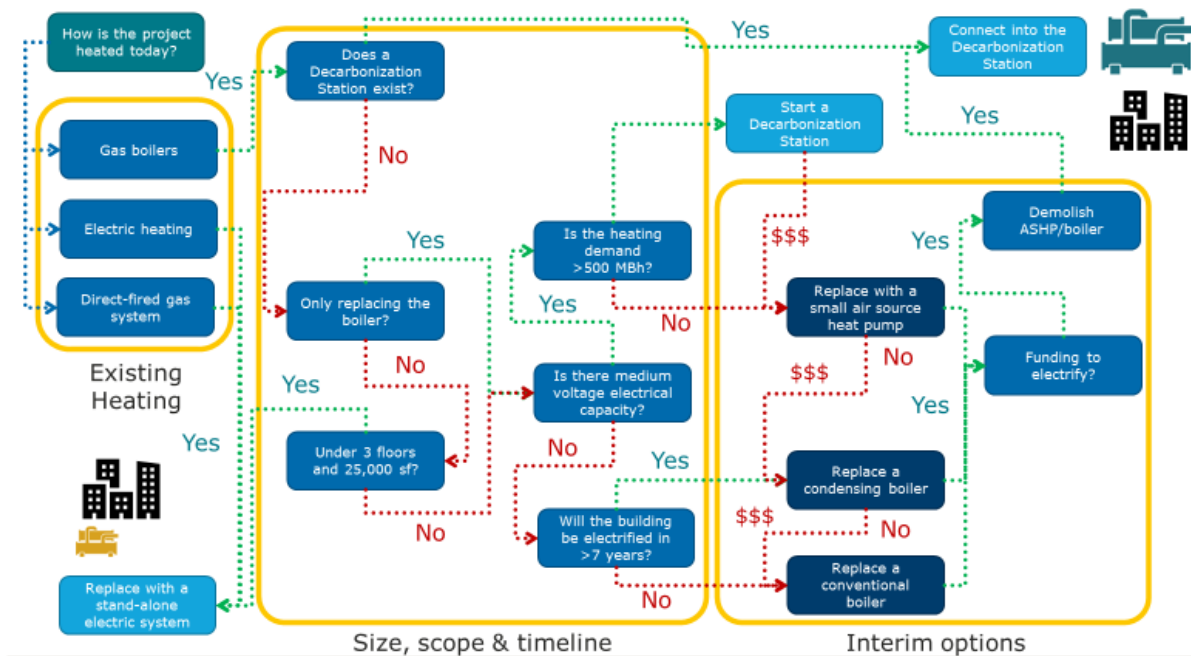 How is the project
heated today?
Yes
Gas boilers
Electric heating
Direct-fired gas
system
Existing
Heating
Yes
Replace with a
stand-alone
electric system
Does a
Decarbonization
Station exist?
No
Only replacing the
boiler?
Yes
No
Yes
Under 3 floors
and 25,000 sf?
No
Is the heating
demand
>500 MBh?
Yes
No
Is there medium
voltage electrical
capacity?
No
Yes
Will the building
be electrified in
>7 years?
No
Size, scope & timeline
Yes
Connect into the
Decarbonization
Station
Start a
Decarbonization
Station
Yes
$$$
Demolish
ASHP/boiler
Yes
Replace with a
small air source
heat pump
No
$$$
Funding to
electrify?
Yes
Replace a
condensing boiler
$$$
No
Replace a
conventional
boiler
Interim options